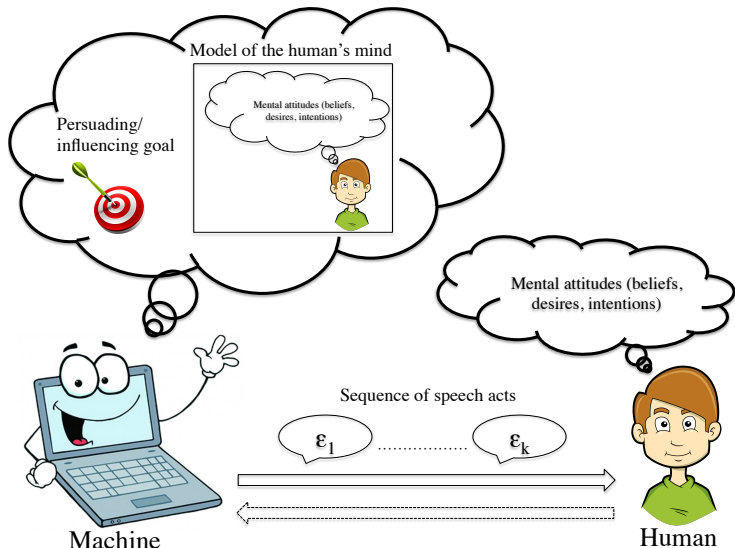 Model of the human's mind
Mental attitudes (beliefs,
desires, intentions)
Persuading/
influencing goal
Mental attitudes (beliefs,
desires, intentions)
Sequence of speech acts
ε1 .................. εk
Machine
Human